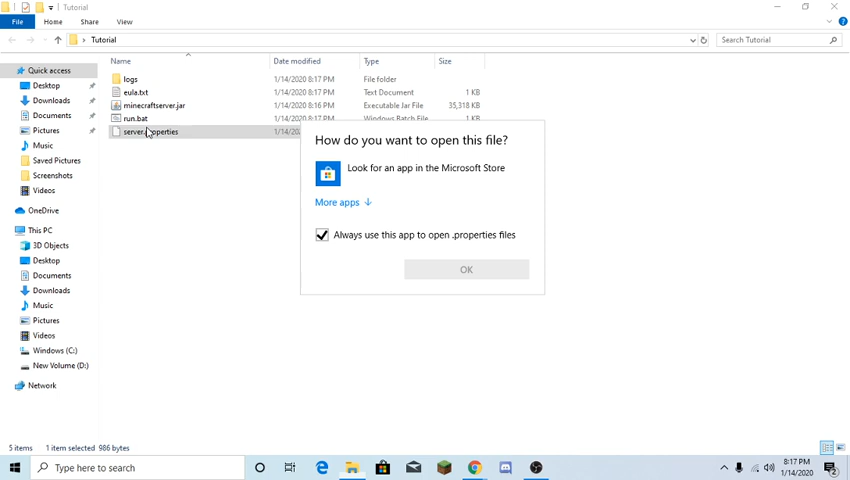 Tutorial
File Home Share View
Tutorial
Search Tutorial
Name Date modified Type Size
Quick access
Desktop
Downloads
Documents
Pictures
Music
Saved Pictures
Screenshots
Videos
OneDrive
This PC
3D Objects
Desktop
Documents
Downloads
Music
Pictures
Videos
Windows (C:)
New Volume (D:)
Network
logs 1/14/2020 8:17 PM File folder
eula.txt 1/14/2020 8:17 PM Text Document 1 KB
minecraftserver.jar 1/14/2020 8:16 PM Executable Jar File 35,318 KB
run.bat 1/14/2020 8:17 PM Windows Batch File 1 KB
server.properties 1/14/202
How do you want to open this file?
Look for an app in the Microsoft Store
More apps
Always use this app to open .properties files
OK
5 items 1 item selected 986 bytes
Type here to search
8:17 PM
1/14/2020
2